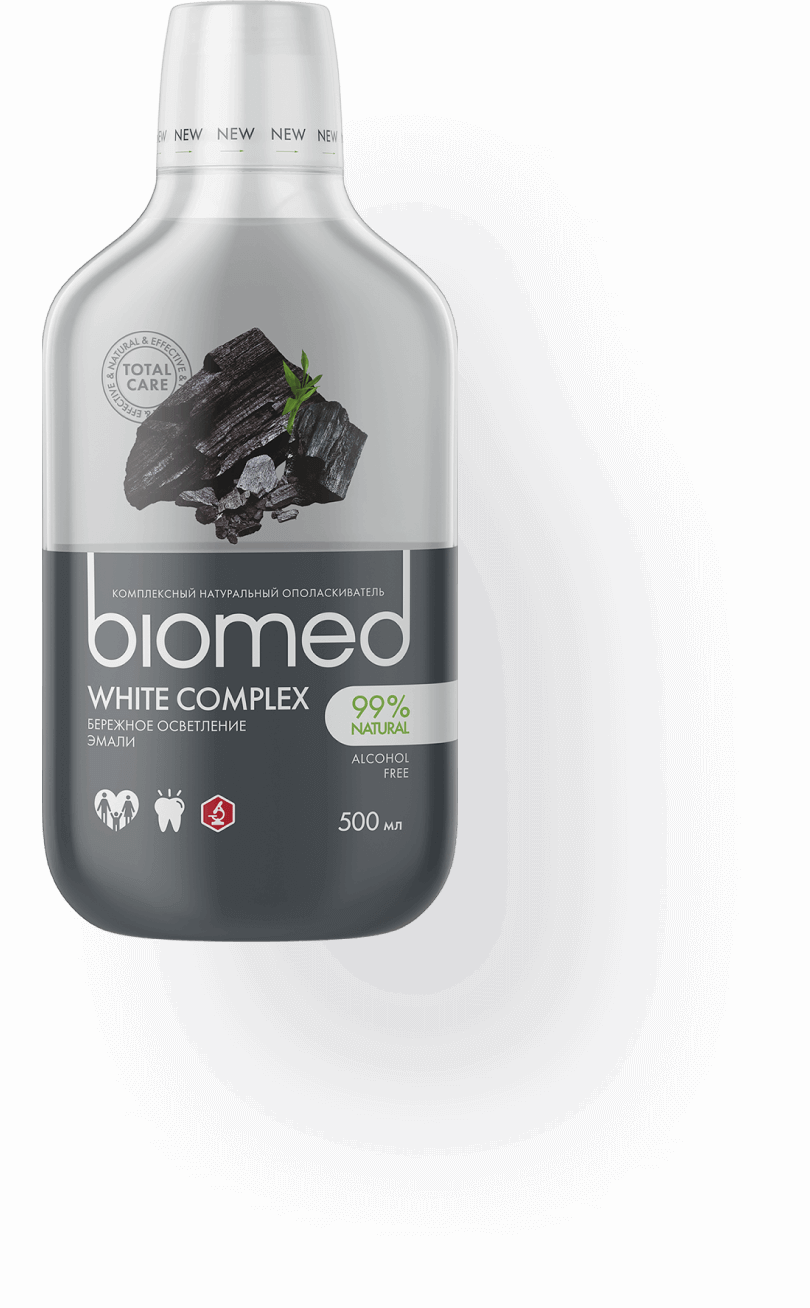 NEW NEW NEW NEW
& NATURAL & EFFECTIVE & EFFECTIVE &
TOTAL
CARE
КОМПЛЕКСНЫЙ НАТУРАЛЬНЫЙ ОПОЛАСКИВАТЕЛЬ
biomed
WHITE COMPLEX
БЕРЕЖНОЕ ОСВЕТЛЕНИЕ
ЭМАЛИ
99%
NATURAL
ALCOHOL
FREE
500 мл